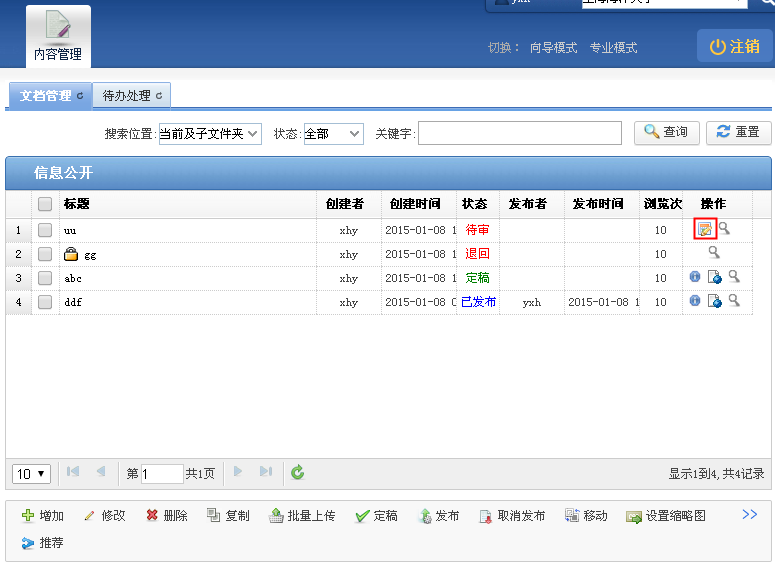 yxh
内容管理
切换： 向导模式 专业模式 注销
文档管理 待办处理
搜索位置: 当前及子文件夹 状态: 全部 关键字: 查询 重置
信息公开
标题 创建者 创建时间 状态 发布者 发布时间 浏览次 操作
1 uu xhy 2015-01-08 1 待审 10
2 gg xhy 2015-01-08 1 退回 10
3 abc xhy 2015-01-08 1 定稿 10
4 ddf xhy 2015-01-08 0 已发布 yxh 2015-01-08 1 10
10 第 1 共1页 显示1到4, 共4记录
增加 修改 删除 复制 批量上传 定稿 发布 取消发布 移动 设置缩略图
推荐